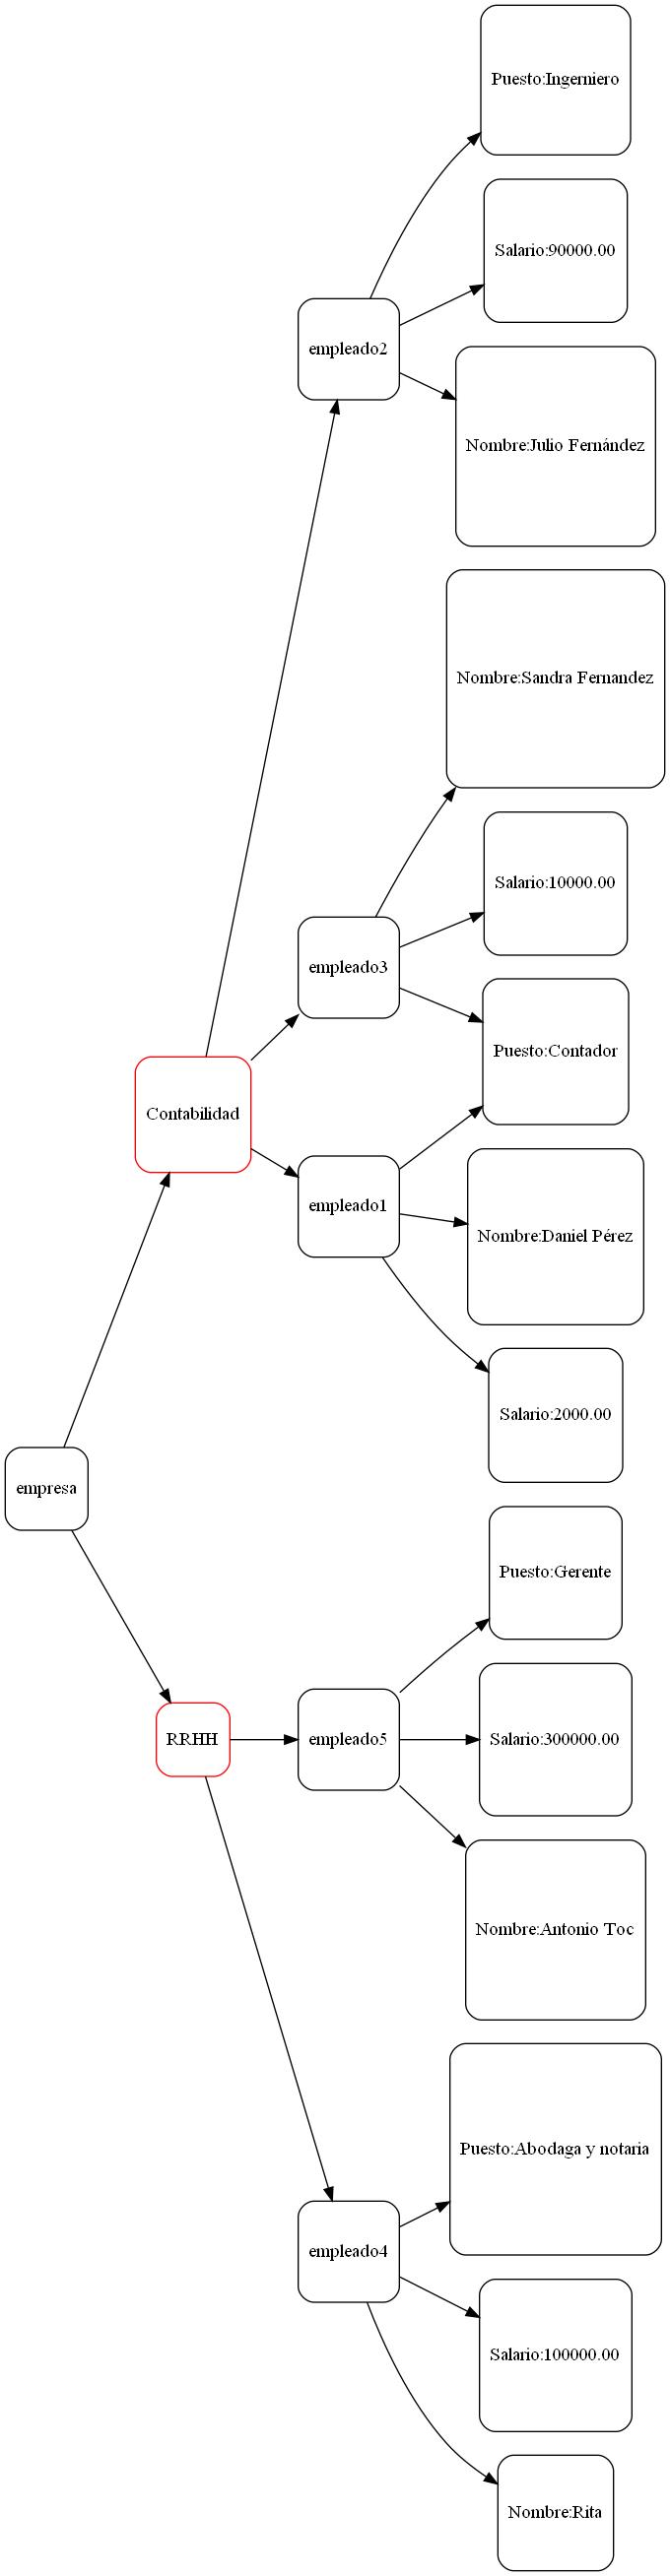 Puesto:Ingerniero
Salario:90000.00
empleado2
Nombre:Julio Fernández
Nombre:Sandra Fernandez
Salario:10000.00
empleado3
Puesto:Contador
Contabilidad
empleado1
Nombre:Daniel Pérez
Salario:2000.00
empresa
Puesto:Gerente
RRHH
empleado5
Salario:300000.00
Nombre:Antonio Toc
Puesto:Abodaga y notaria
empleado4
Salario:100000.00
Nombre:Rita